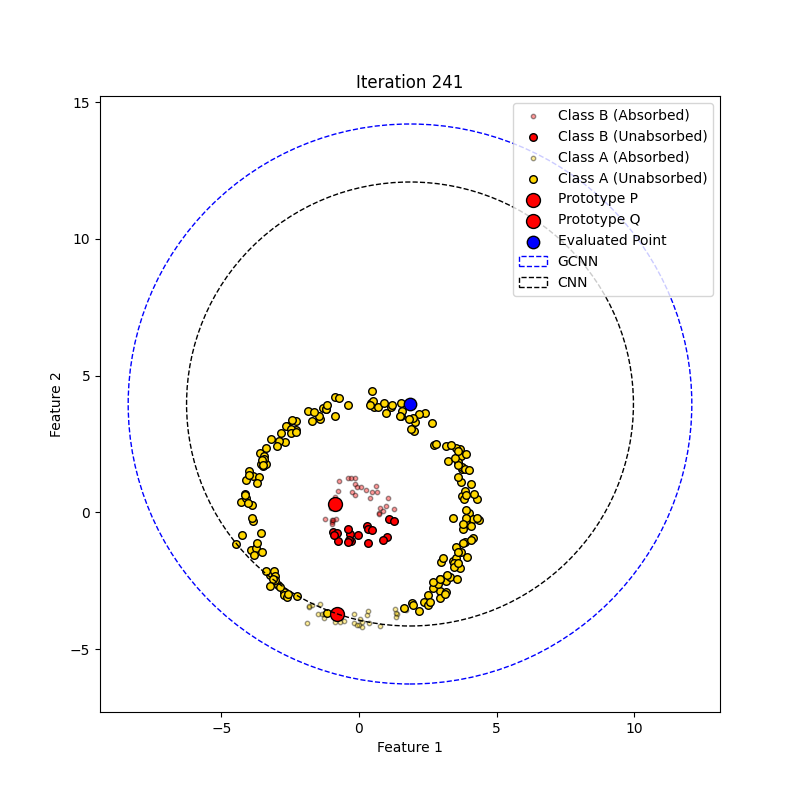 Iteration 241
Class B (Absorbed)
Class B (Unabsorbed)
Class A (Absorbed)
Class A (Unabsorbed)
Prototype P
Prototype Q
Evaluated Point
GCNN
CNN
15
10
5
0
−5
Feature 2
−5
0
5
10
Feature 1